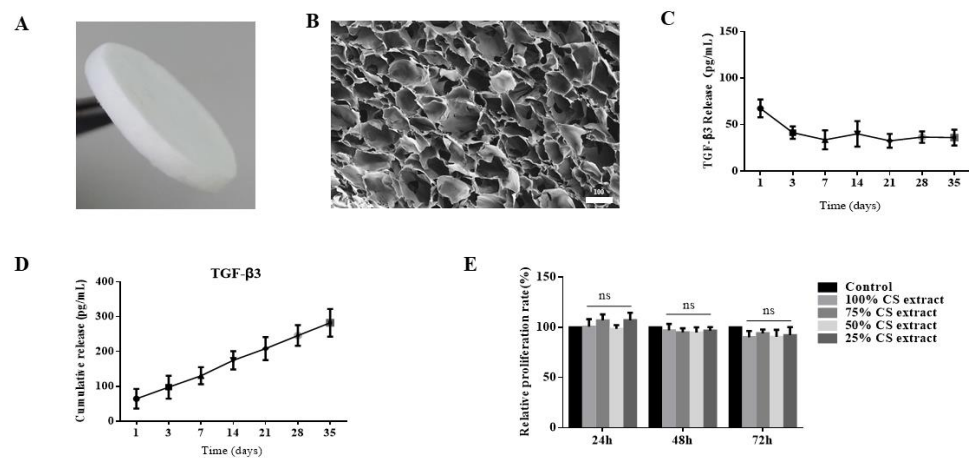 A
B
100
C
TGF-β3 Release (pg/mL)
150
100
50
0
1 3 7 14 21 28 35
Time (days)
D
TGF-β3
Cumulative release (pg/mL)
400
300
200
100
0
1 3 7 14 21 28 35
Time (days)
E
Relative proliferation rate(%)
150
100
50
0
ns ns ns
24h 48h 72h
Control
100% CS extract
75% CS extract
50% CS extract
25% CS extract